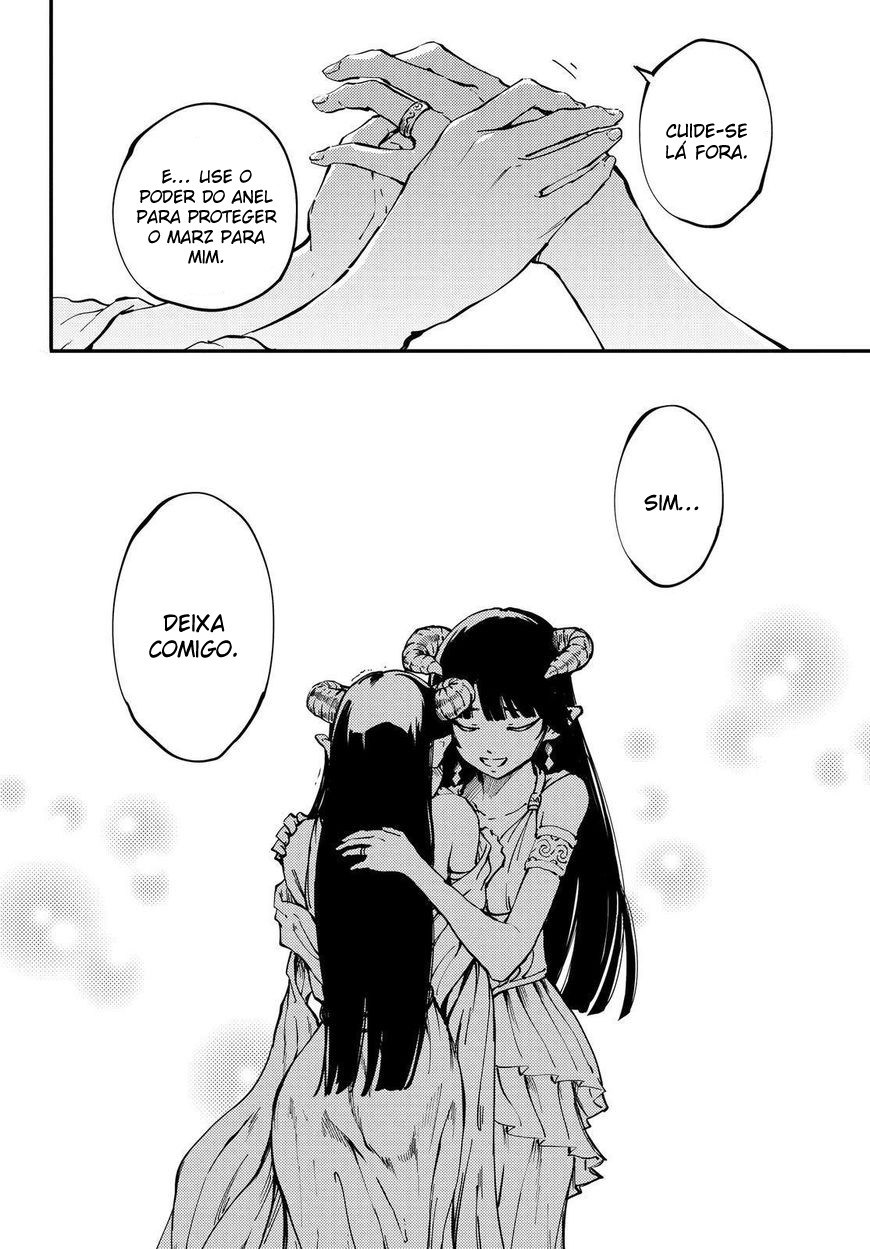 CUIDE-SE
LÁ FORA.
E... USE O
PODER DO ANEL
PARA PROTEGER
O MARZ PARA
MIM.
SIM...
DEIXA
COMIGO.